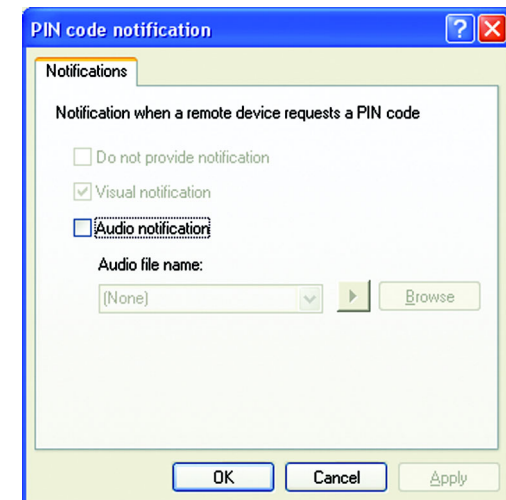 PIN code notification
Notifications
Notification when a remote device requests a PIN code
Do not provide notification
Visual notification
Audio notification
Audio file name:
(None)
Browse
OK
Cancel
Apply